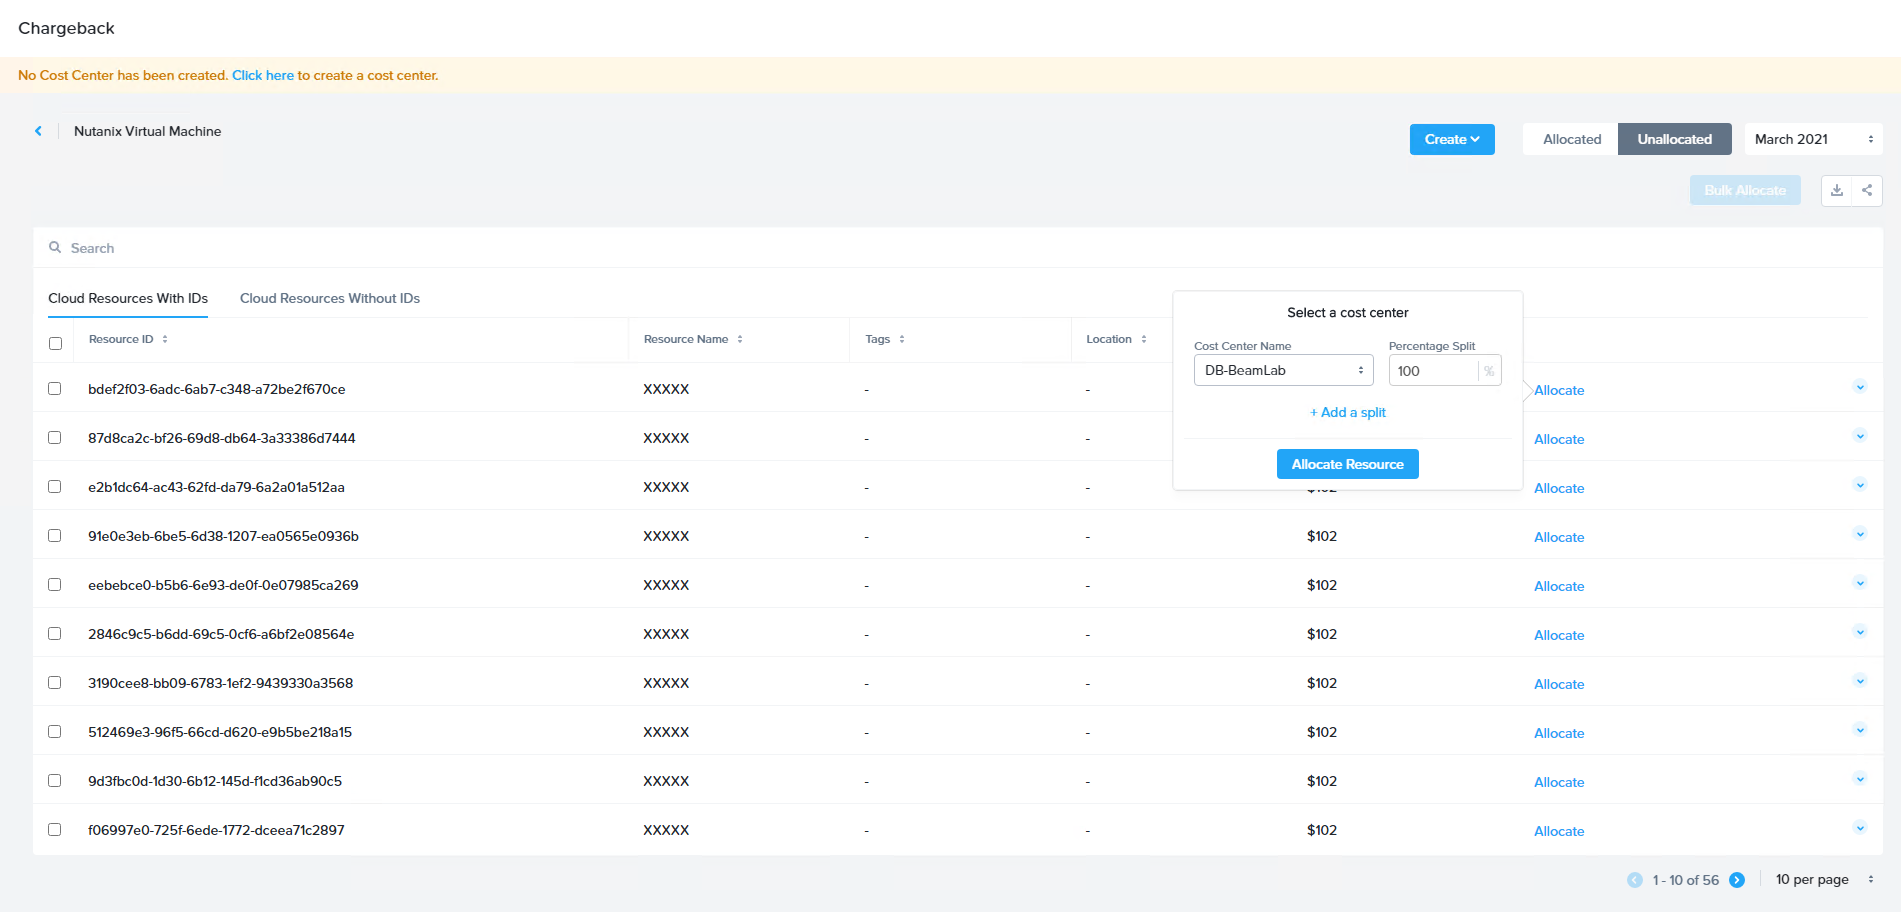 Chargeback
No Cost Center has been created. Click here to create a cost center.
Nutanix Virtual Machine
Create
Allocated
Unallocated
March 2021
Bulk Allocate
Search
Cloud Resources With IDs
Cloud Resources Without IDs
Select a cost center
Cost Center Name
Percentage Split
DB-BeamLab
100
%
+ Add a split
Allocate Resource
Resource ID
Resource Name
Tags
Location
bdef2f03-6adc-6ab7-c348-a72be2f670ce XXXXX - - Allocate
87d8ca2c-bf26-69d8-db64-3a33386d7444 XXXXX - - Allocate
e2b1dc64-ac43-62fd-da79-6a2a01a512aa XXXXX - - $102 Allocate
91e0e3eb-6be5-6d38-1207-ea0565e0936b XXXXX - - $102 Allocate
eebebce0-b5b6-6e93-de0f-0e07985ca269 XXXXX - - $102 Allocate
2846c9c5-b6dd-69c5-0cf6-a6bf2e08564e XXXXX - - $102 Allocate
3190cee8-bb09-6783-1ef2-9439330a3568 XXXXX - - $102 Allocate
512469e3-96f5-66cd-d620-e9b5be218a15 XXXXX - - $102 Allocate
9d3fbc0d-1d30-6b12-145d-f1cd36ab90c5 XXXXX - - $102 Allocate
f06997e0-725f-6ede-1772-dceea71c2897 XXXXX - - $102 Allocate
1 - 10 of 56
10 per page